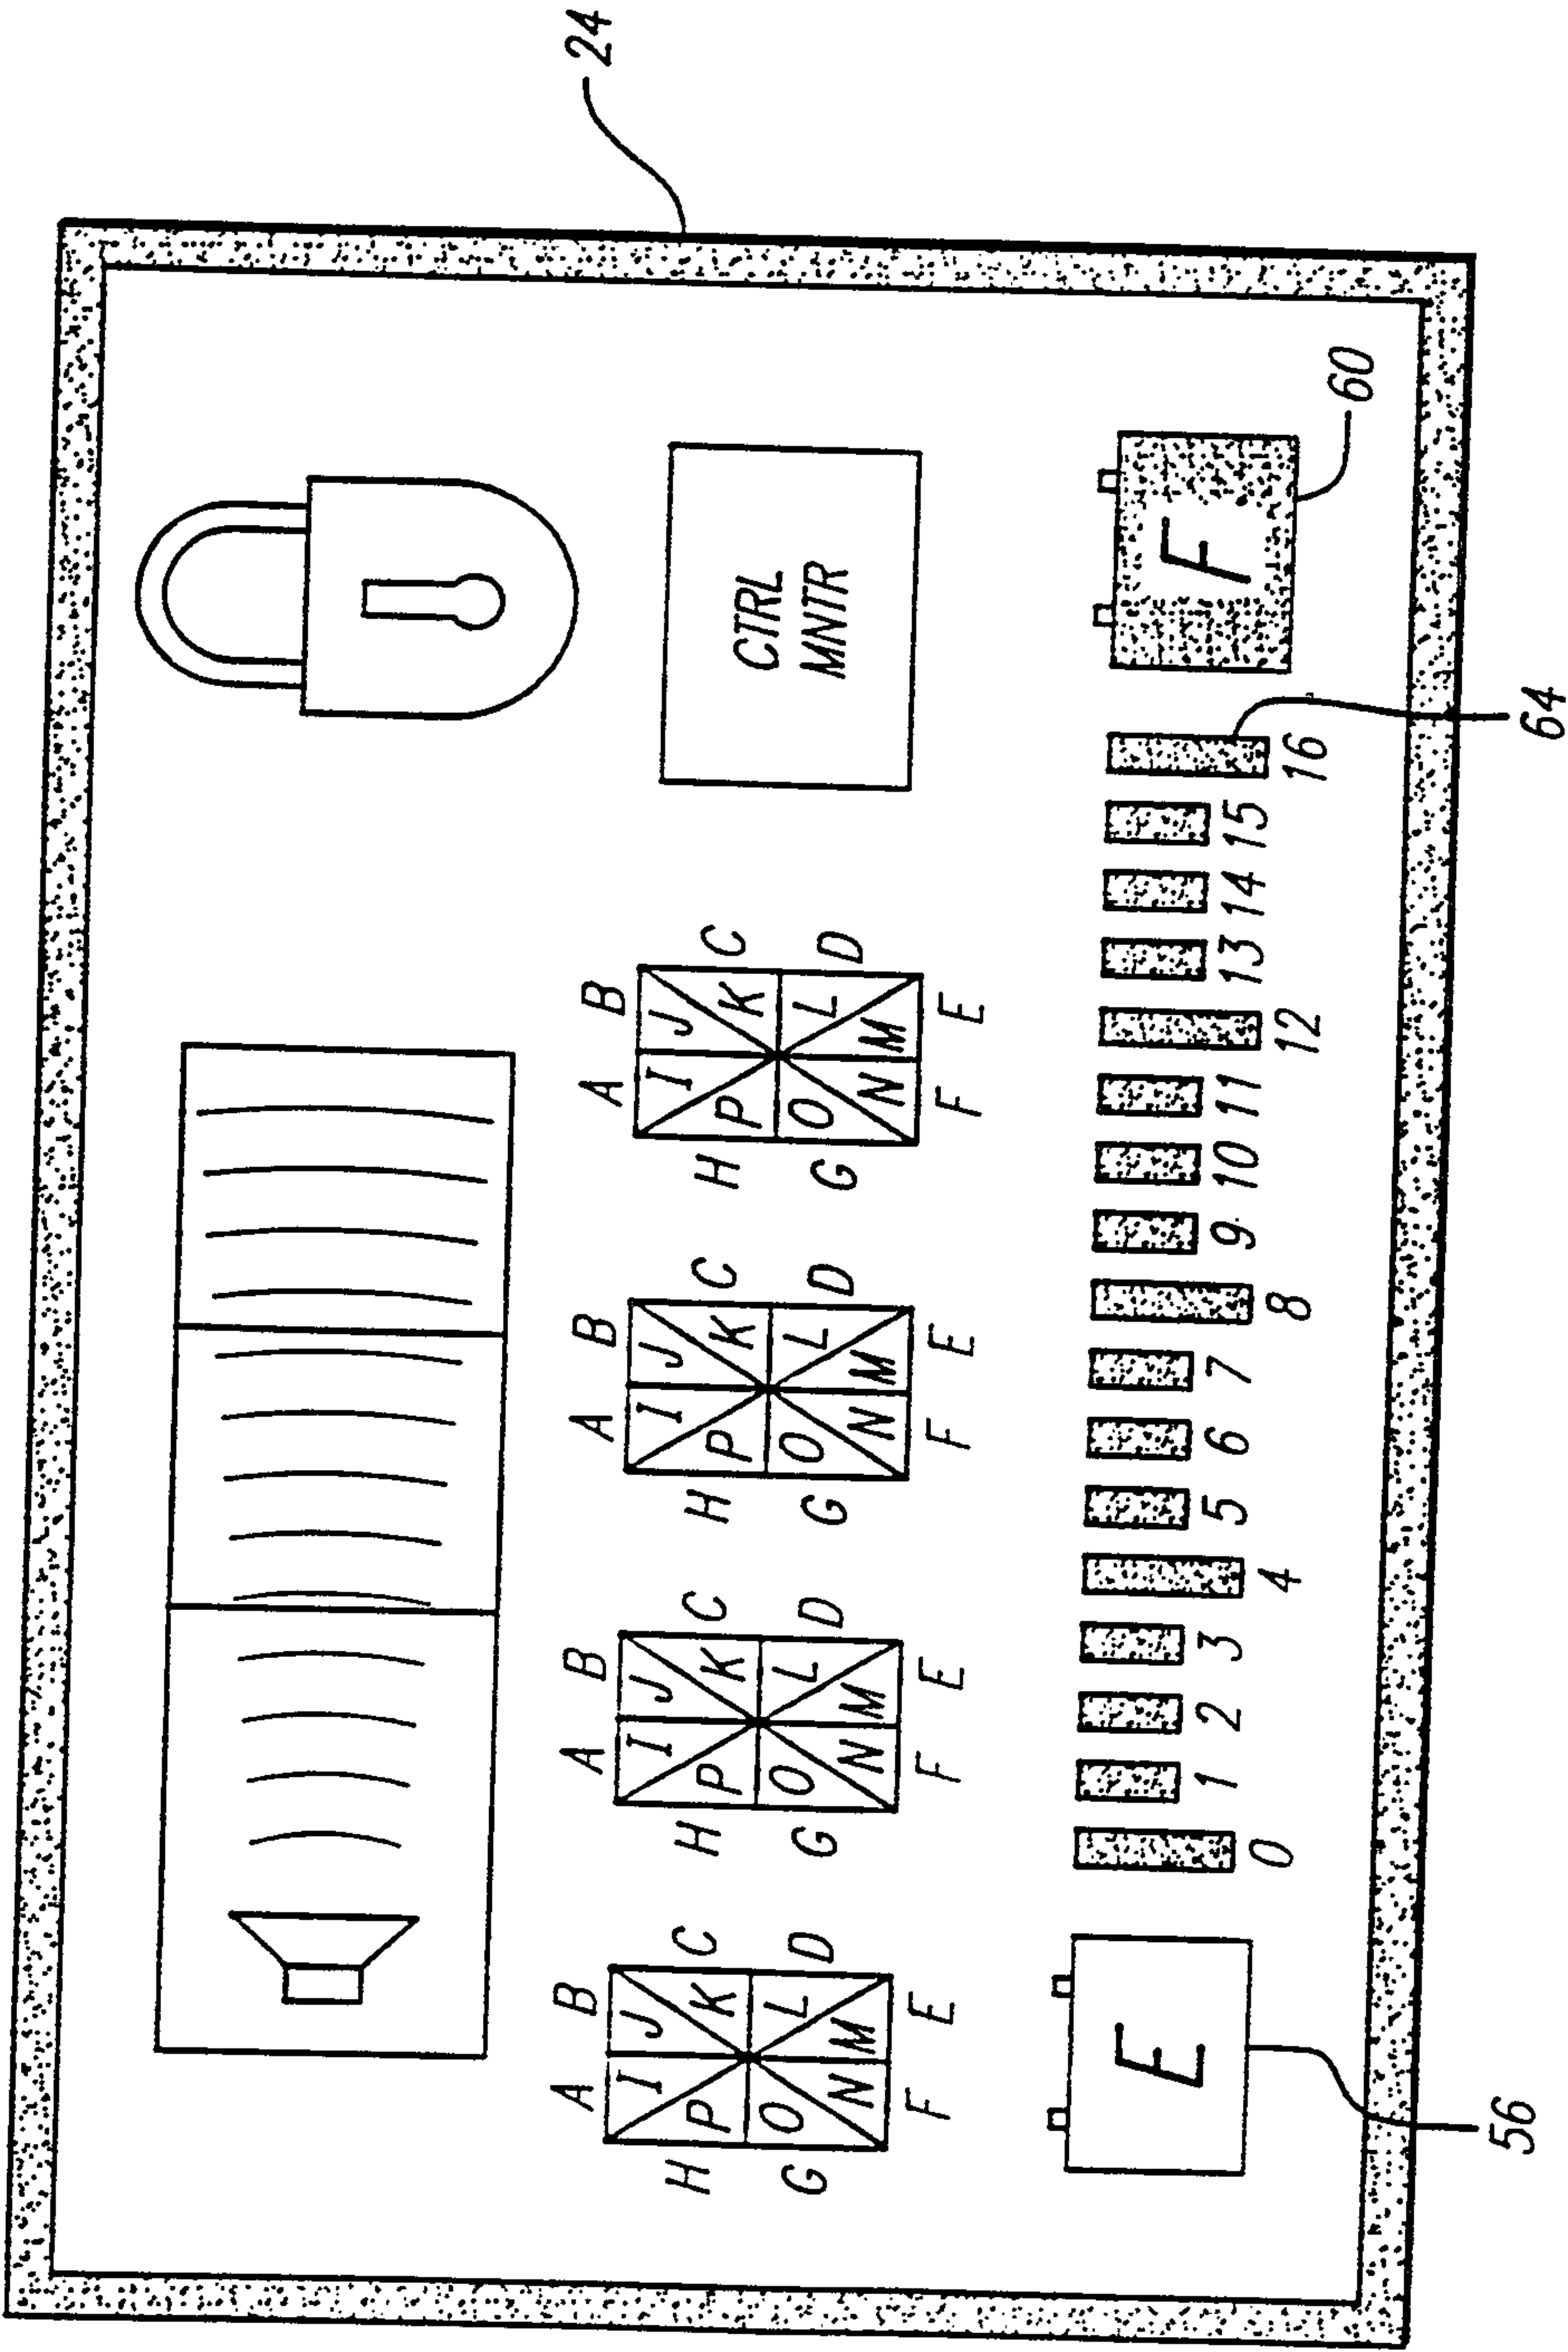 24
A B A B A B A B
I J I J I J I J
H P K C H P K C H P K C H P K C
CTRL
MNTR
G O L D G O L D G O L D G O L D
N M N M N M N M
F E F E F E F E
E F
0 1 2 3 4 5 6 7 8 9 10 11 12 13 14 15 16
60
56 64